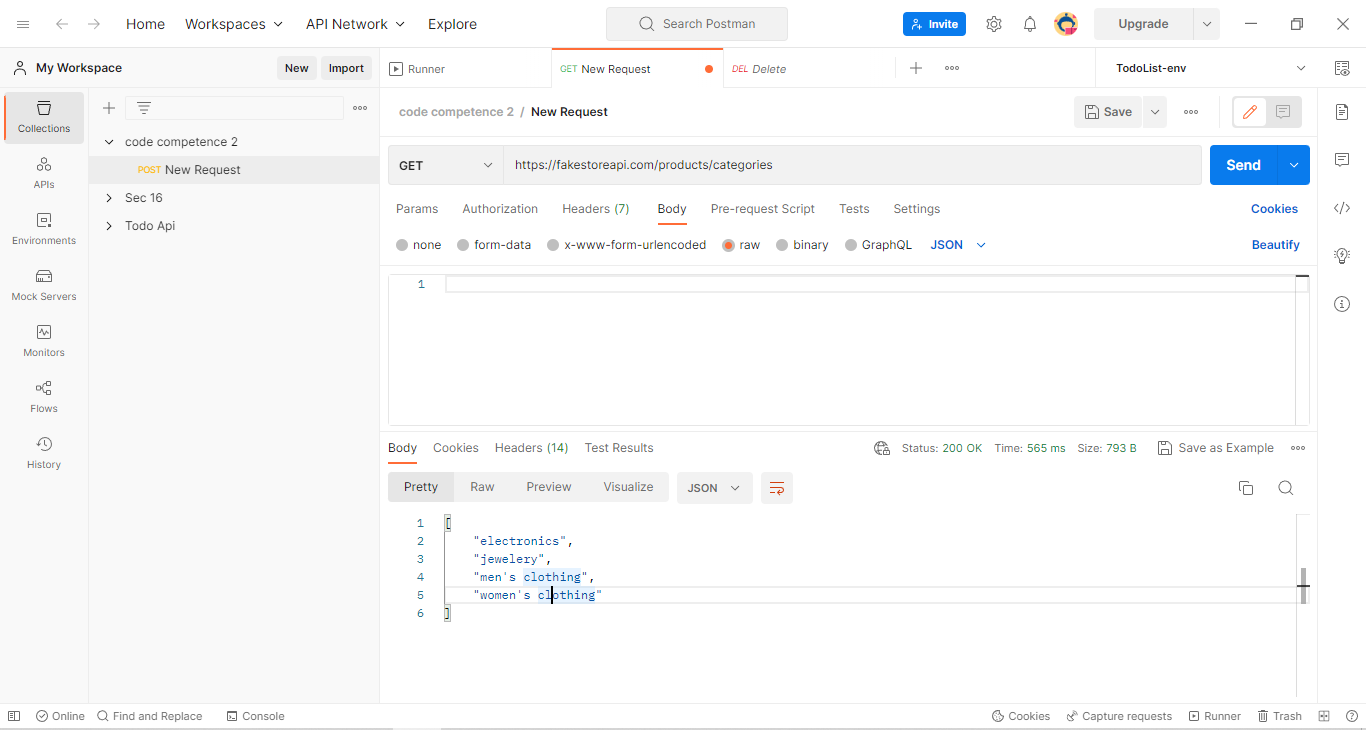 Home Workspaces API Network Explore Search Postman Invite Upgrade
My Workspace New Import Runner GET New Request DEL Delete TodoList-env
Collections
APIs
Environments
Mock Servers
Monitors
Flows
History
code competence 2
POST New Request
Sec 16
Todo Api
code competence 2 / New Request Save
GET https://fakestoreapi.com/products/categories Send
Params Authorization Headers (7) Body Pre-request Script Tests Settings Cookies
none form-data x-www-form-urlencoded raw binary GraphQL JSON Beautify
1
Body Cookies Headers (14) Test Results Status: 200 OK Time: 565 ms Size: 793 B Save as Example
Pretty Raw Preview Visualize JSON
1 [
2 "electronics",
3 "jewelery",
4 "men's clothing",
5 "women's clothing"
6 ]
Online Find and Replace Console Cookies Capture requests Runner Trash